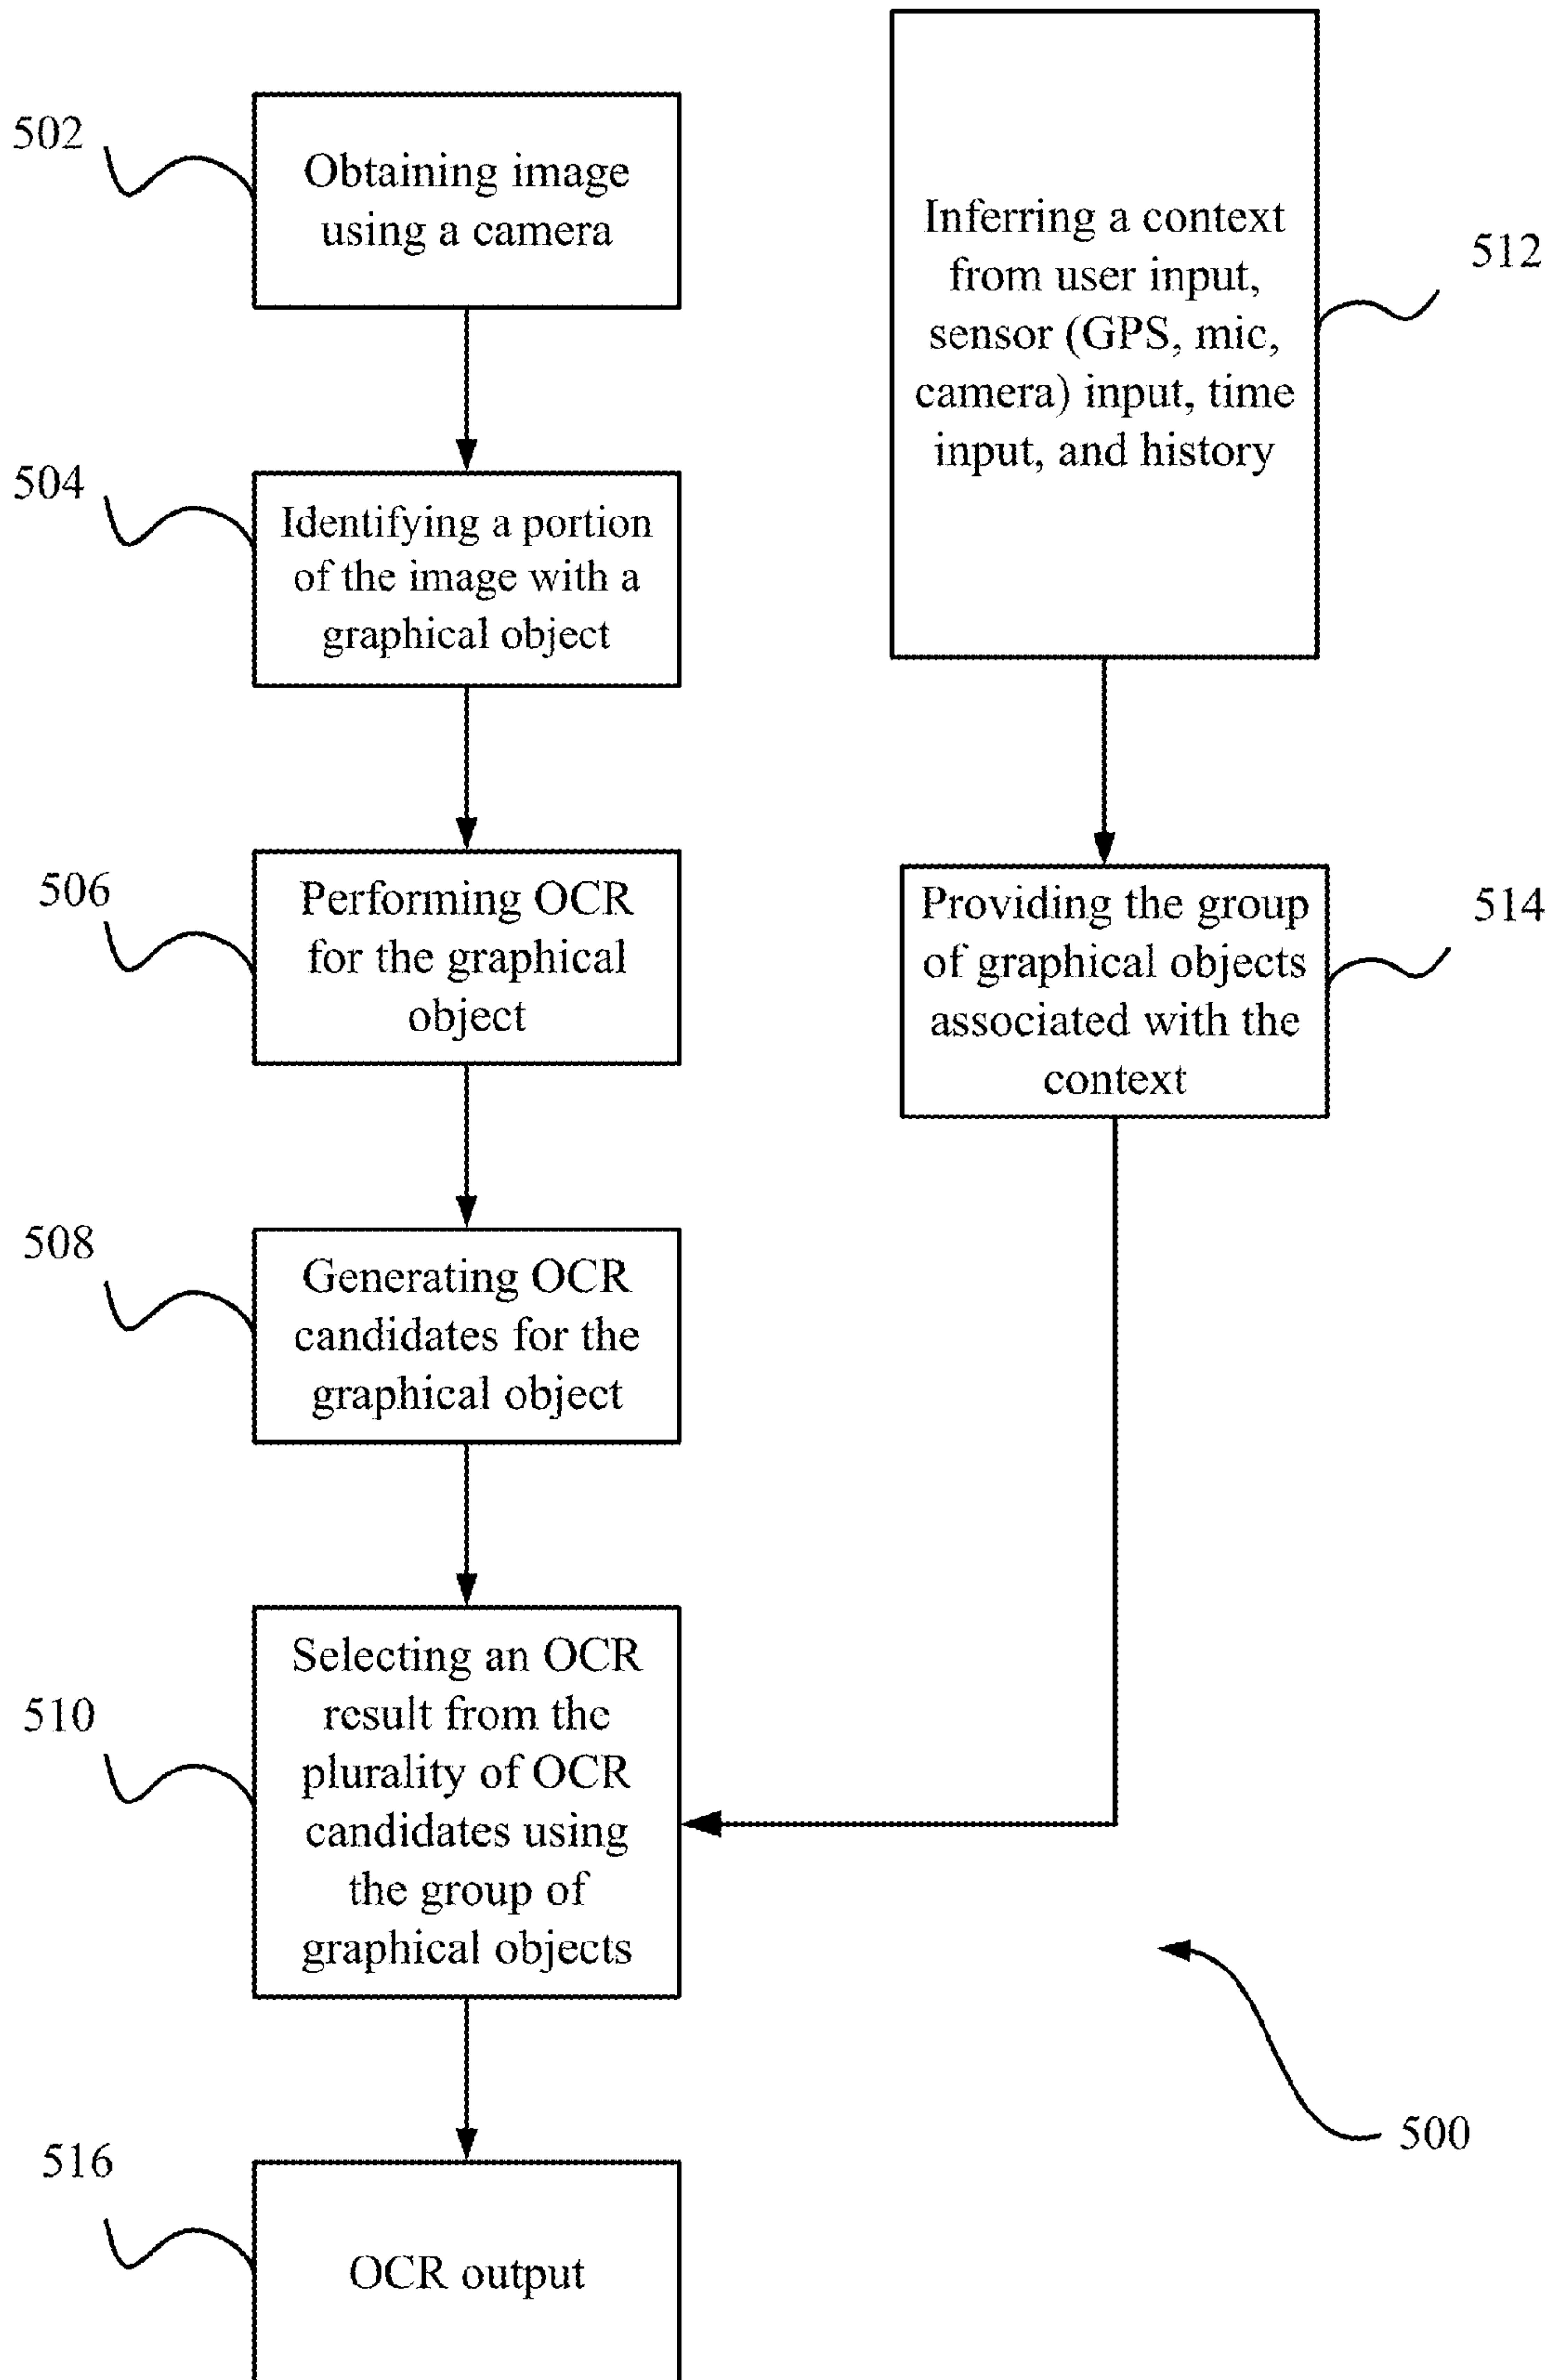 502
Obtaining image
using a camera
504
Identifying a portion
of the image with a
graphical object
506
Performing OCR
for the graphical
object
508
Generating OCR
candidates for the
graphical object
510
Selecting an OCR
result from the
plurality of OCR
candidates using
the group of
graphical objects
516
OCR output
Inferring a context
from user input,
sensor (GPS, mic,
camera) input, time
input, and history
512
Providing the group
of graphical objects
associated with the
context
514
500